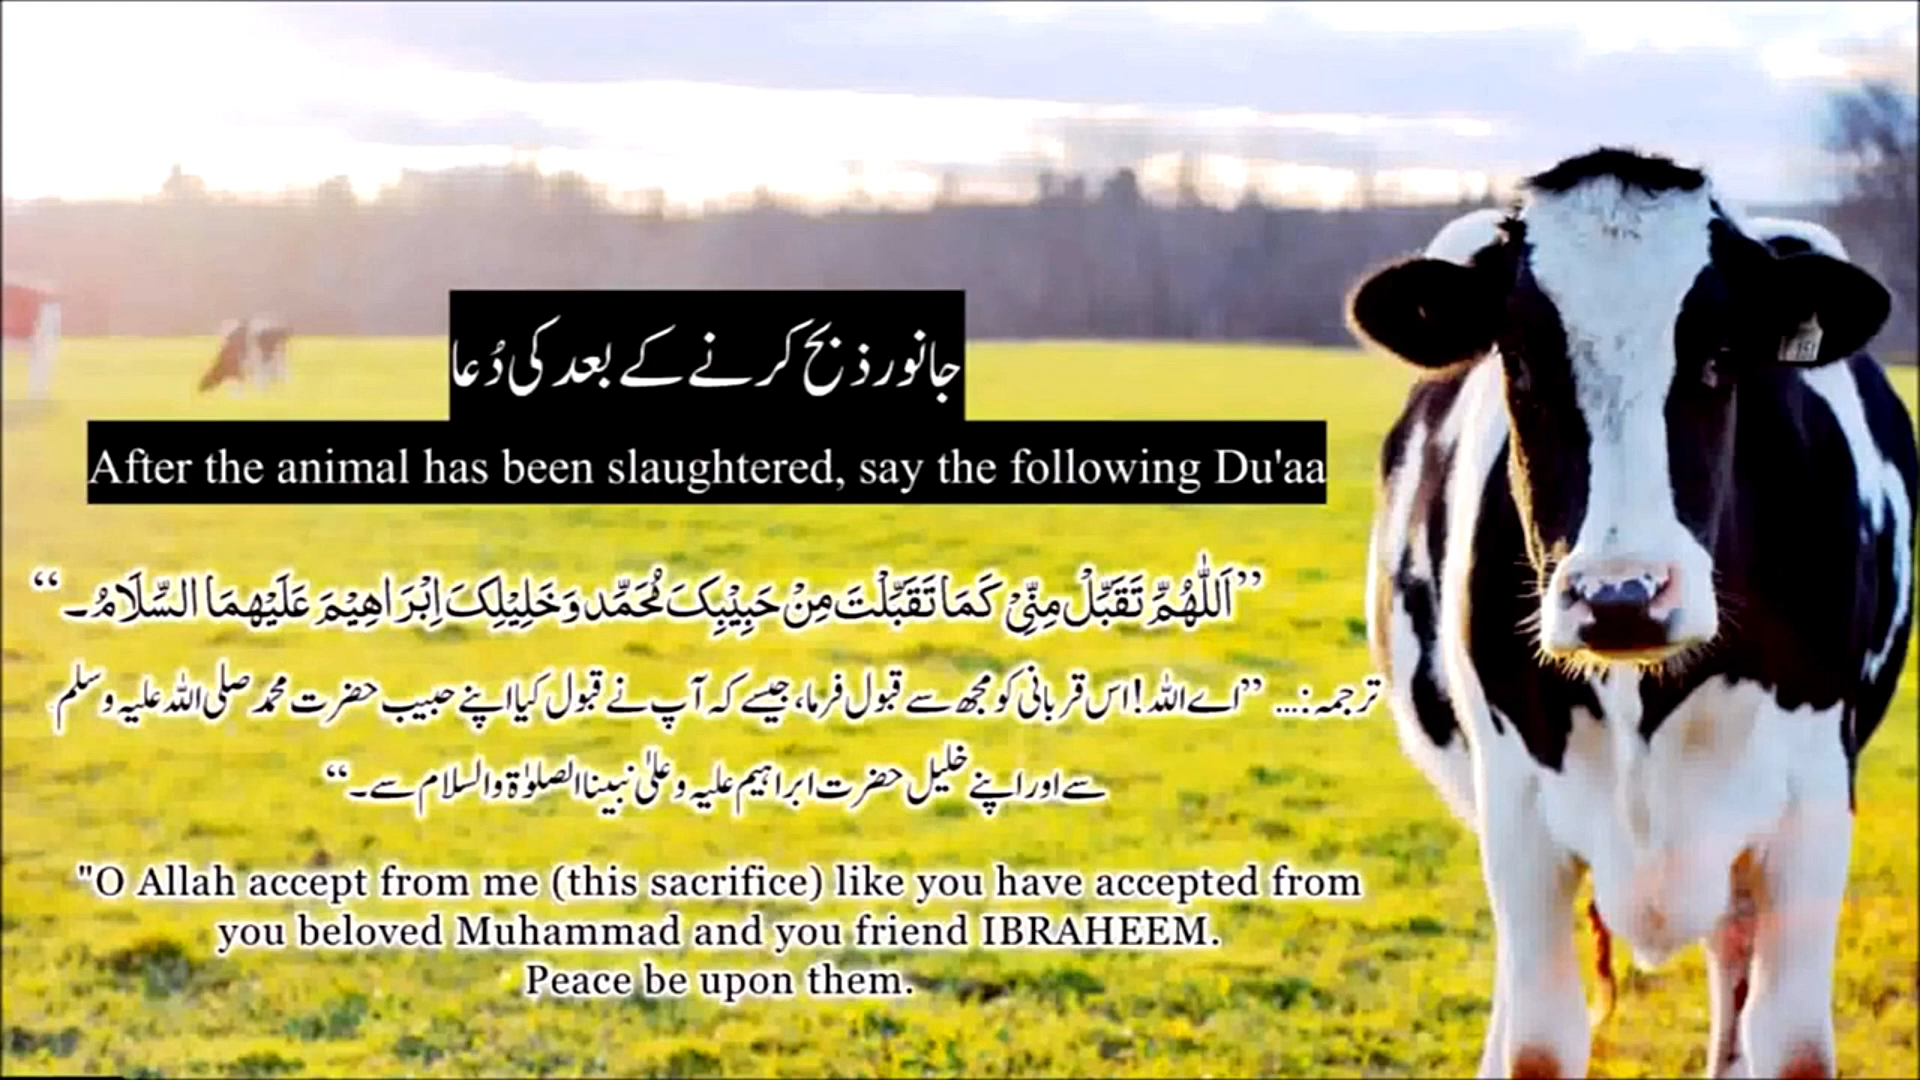 جانور ذبح کرنے کے بعد کی دُعا
After the animal has been slaughtered, say the following Du'aa
”اَللّٰهُمَّ تَقَبَّلْ مِنِّیْ کَمَا تَقَبَّلْتَ مِنْ حَبِیْبِکَ مُحَمَّد وَخَلِیْلِکَ اِبْرَاهِیْمَ عَلَیْهِمَا السَّلَامُ۔“
ترجمہ:... ”اے اللہ! اس قربانی کو مجھ سے قبول فرما، جیسے کہ آپ نے قبول کیا اپنے حبیب حضرت محمد صلی اللہ علیہ وسلم
سے اور اپنے خلیل حضرت ابراہیم علیہ وعلیٰ نبینا الصلوٰۃ والسلام سے۔“
"O Allah accept from me (this sacrifice) like you have accepted from
you beloved Muhammad and you friend IBRAHEEM.
Peace be upon them.